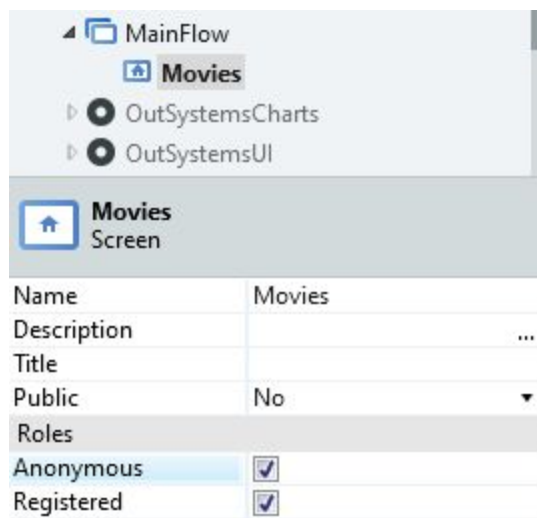 MainFlow
Movies
OutSystemsCharts
OutSystemsUI
Movies
Screen
Name Movies
Description ...
Title
Public No
Roles
Anonymous
Registered